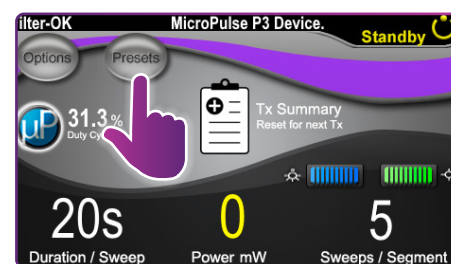 ilter-OK
MicroPulse P3 Device.
Standby
Options
Presets
µP
31.3 %
Duty Cy
Tx Summary
Reset for next Tx
20s
0
5
Duration / Sweep
Power mW
Sweeps / Segment